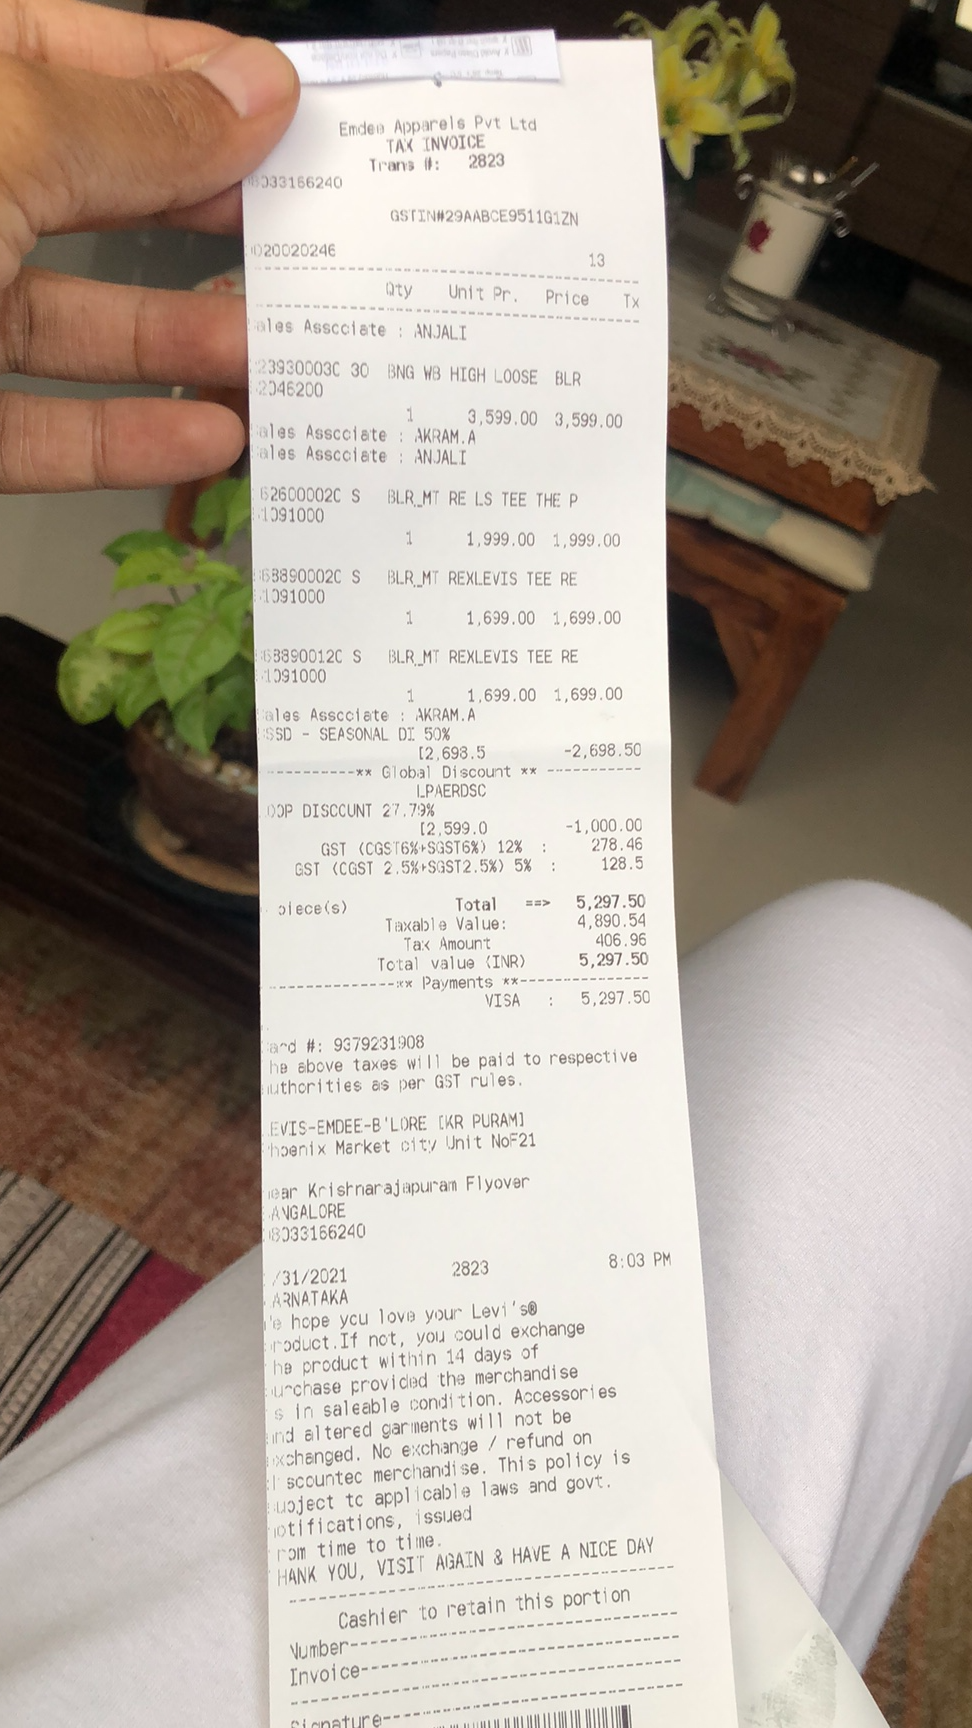 Emdee Apparels Pvt Ltd
TAX INVOICE
Trans #: 2823
8033166240
GSTIN#29AABCE9511G1ZN
020020246 13
Qty Unit Pr. Price Tx
ales Associate : ANJALI
23930003C 30 BNG WB HIGH LOOSE BLR
2046200
1 3,599.00 3,599.00
ales Associate : AKRAM.A
ales Associate : ANJALI
62600002C S BLR_MT RE LS TEE THE P
1091000
1 1,999.00 1,999.00
68890002C S BLR_MT REXLEVIS TEE RE
1091000
1 1,699.00 1,699.00
68890012C S BLR_MT REXLEVIS TEE RE
1091000
1 1,699.00 1,699.00
ales Associate : AKRAM.A
SSD - SEASONAL DI 50%
[2,698.5 -2,698.50
----------** Global Discount ** ----------
LPAERDSC
OOP DISCOUNT 27.79%
[2,599.0 -1,000.00
GST (CGST6%+SGST6%) 12% : 278.46
GST (CGST 2.5%+SGST2.5%) 5% : 128.5
piece(s) Total ==> 5,297.50
Taxable Value: 4,890.54
Tax Amount 406.96
Total value (INR) 5,297.50
--------------** Payments **--------------
VISA : 5,297.50
ard #: 9379231908
he above taxes will be paid to respective
uthorities as per GST rules.
EVIS-EMDEE-B'LORE [KR PURAM]
hoenix Market city Unit NoF21
ear Krishnarajapuram Flyover
ANGALORE
08033166240
/31/2021 2823 8:03 PM
ARNATAKA
e hope you love your Levi's®
roduct.If not, you could exchange
he product within 14 days of
urchase provided the merchandise
s in saleable condition. Accessories
nd altered garments will not be
xchanged. No exchange / refund on
iscounted merchandise. This policy is
ubject to applicable laws and govt.
otifications, issued
rom time to time.
HANK YOU, VISIT AGAIN & HAVE A NICE DAY
Cashier to retain this portion
Number--------------------
Invoice--------------------
Signature--------------------